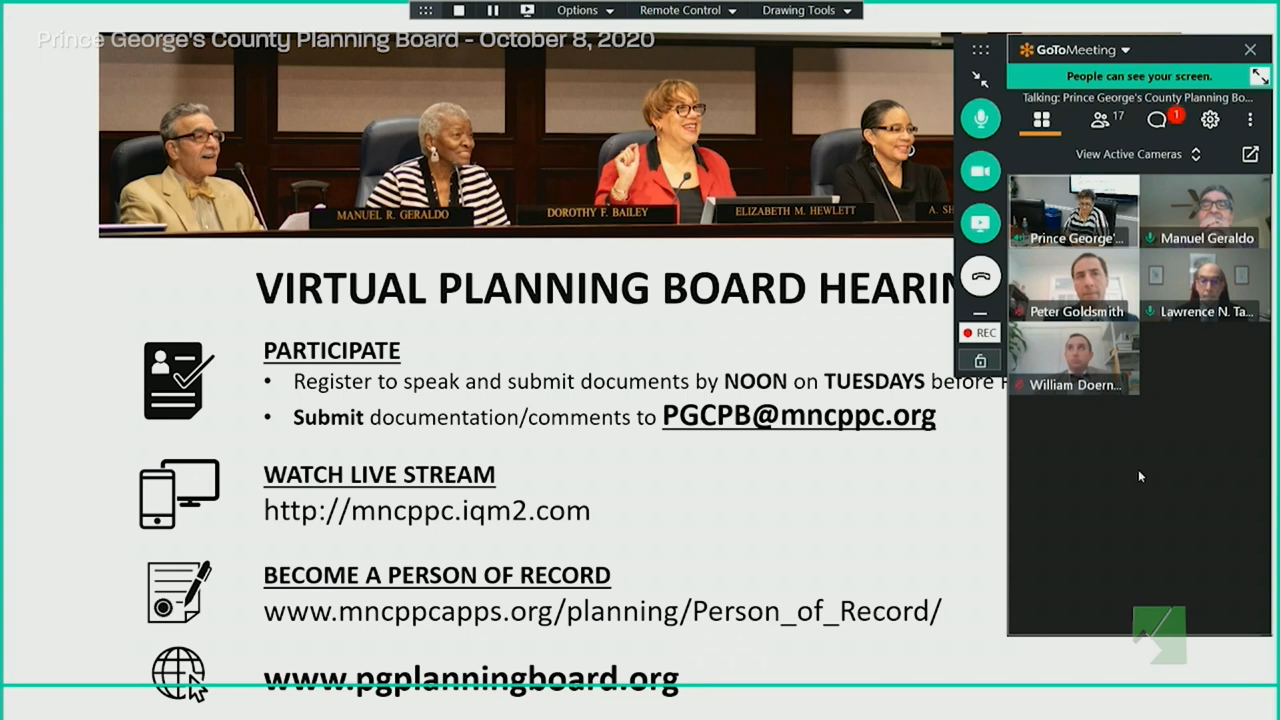 Options
Remote Control
Drawing Tools
Prince George's County Planning Board - October 8, 2020
GoToMeeting
People can see your screen.
Talking: Prince George's County Planning Bo...
17
1
View Active Cameras
MANUEL R. GERALDO
DOROTHY F. BAILEY
ELIZABETH M. HEWLETT
A. SH
Prince George'...
Manuel Geraldo
Peter Goldsmith
Lawrence N. Ta...
William Doern...
REC
VIRTUAL PLANNING BOARD HEARIN
PARTICIPATE
• Register to speak and submit documents by NOON on TUESDAYS before
• Submit documentation/comments to PGCPB@mncppc.org
WATCH LIVE STREAM
http://mncppc.iqm2.com
BECOME A PERSON OF RECORD
www.mncppcapps.org/planning/Person_of_Record/
www.pgplanningboard.org